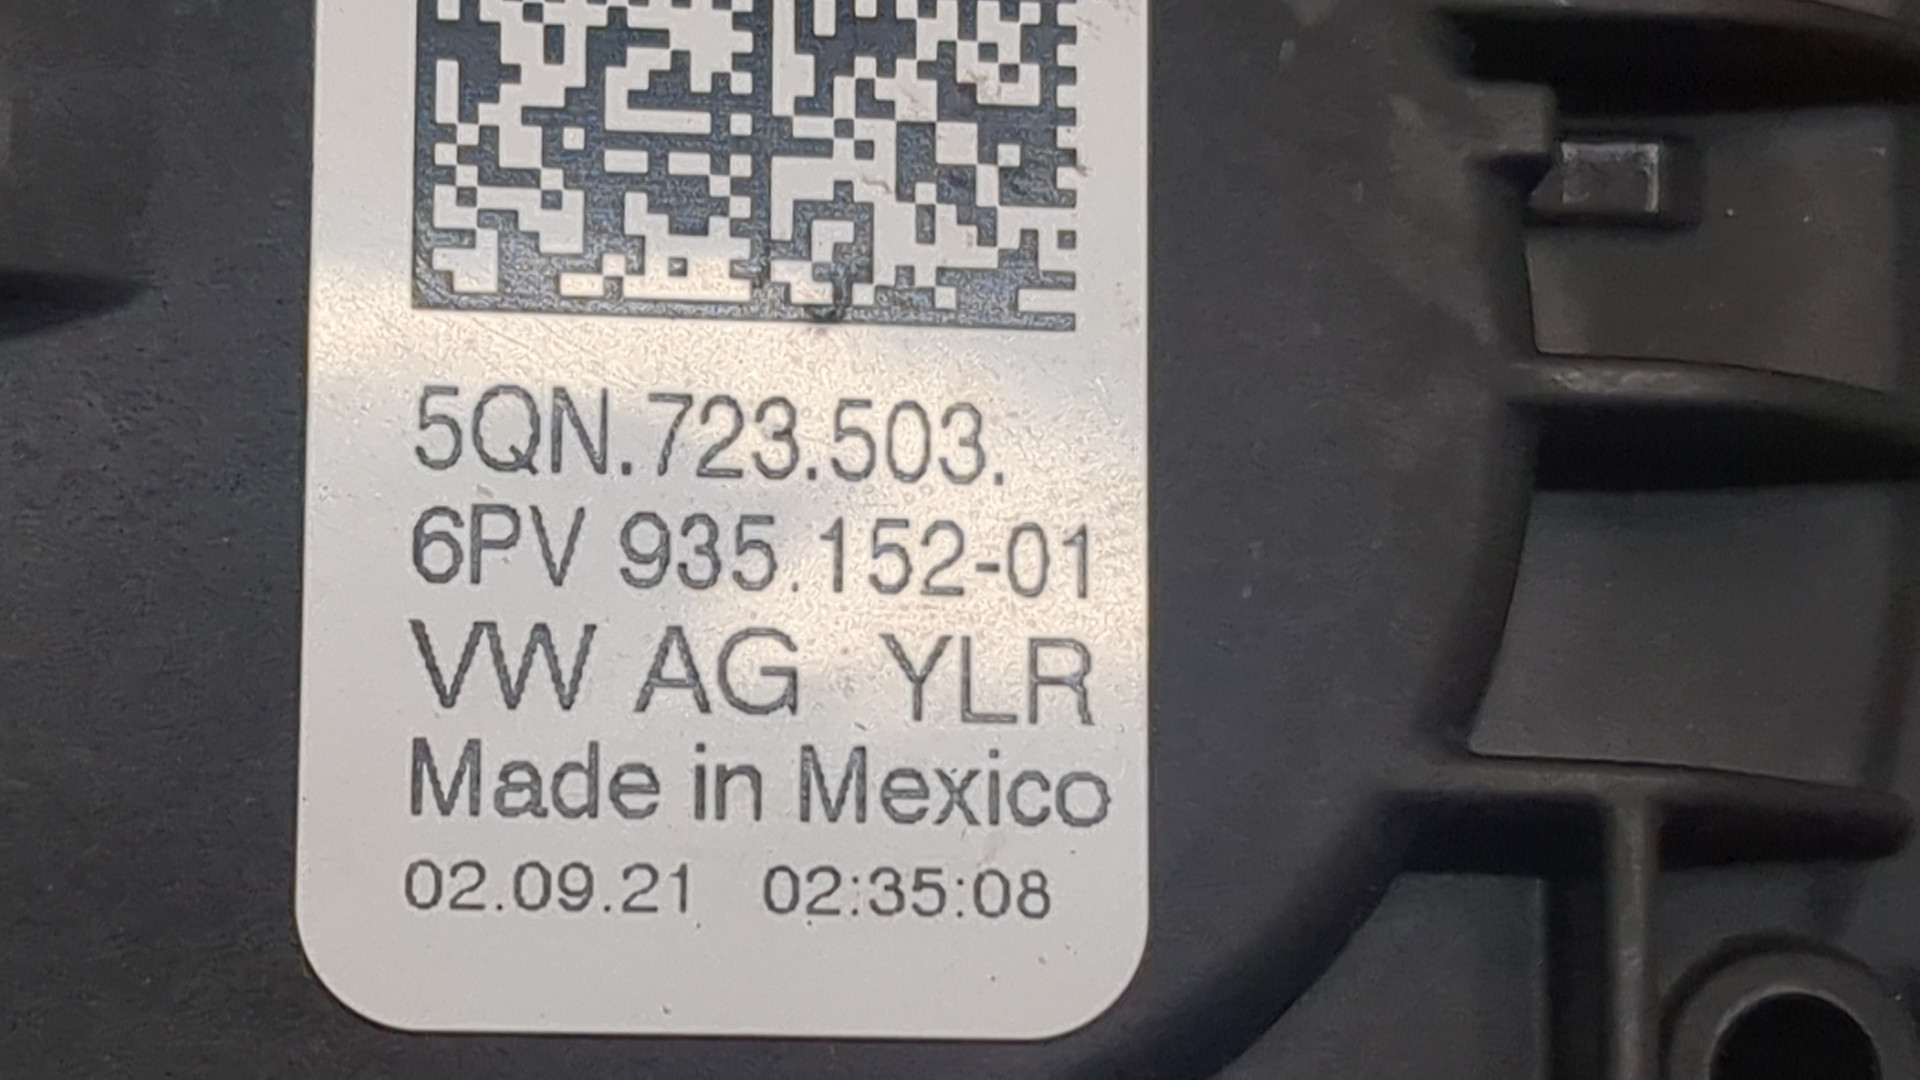 5QN.723.503.
6PV 935.152-01
VW AG YLR
Made in Mexico
02.09.21 02:35:08